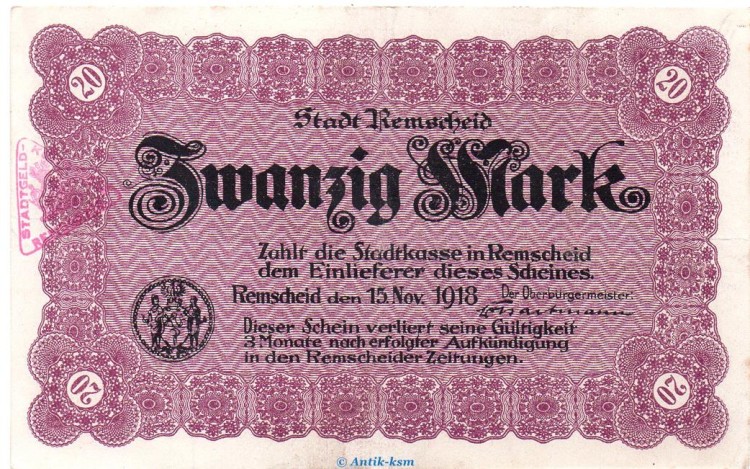 20
20
Stadt Remscheid
Zwanzig Mark
STADTGELD-
Zahlt die Stadtkasse in Remscheid
dem Einlieferer dieses Scheines.
Remscheid den 15. Nov. 1918
Der Oberbürgermeister:
Hartmann
Dieser Schein verliert seine Gültigkeit
3 Monate nach erfolgter Aufkündigung
in den Remscheider Zeitungen.
20
20
© Antik-ksm